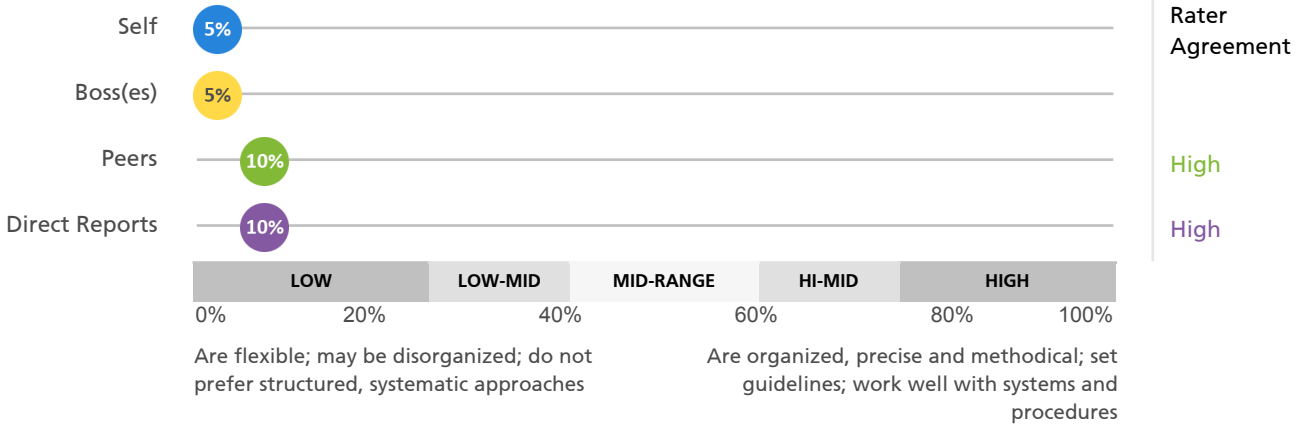 Rater
Agreement
Self 5%
Boss(es) 5%
Peers 10% High
Direct Reports 10% High
LOW LOW-MID MID-RANGE HI-MID HIGH
0% 20% 40% 60% 80% 100%
Are flexible; may be disorganized; do not
prefer structured, systematic approaches
Are organized, precise and methodical; set
guidelines; work well with systems and
procedures